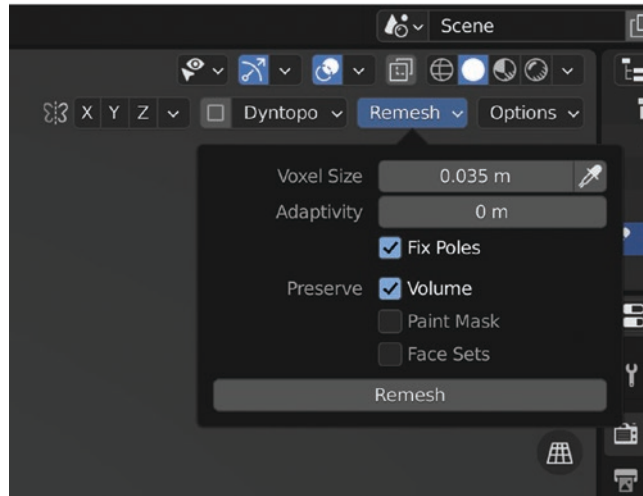 Scene
X Y Z Dyntopo Remesh Options
Voxel Size 0.035 m
Adaptivity 0 m
Fix Poles
Preserve Volume
Paint Mask
Face Sets
Remesh